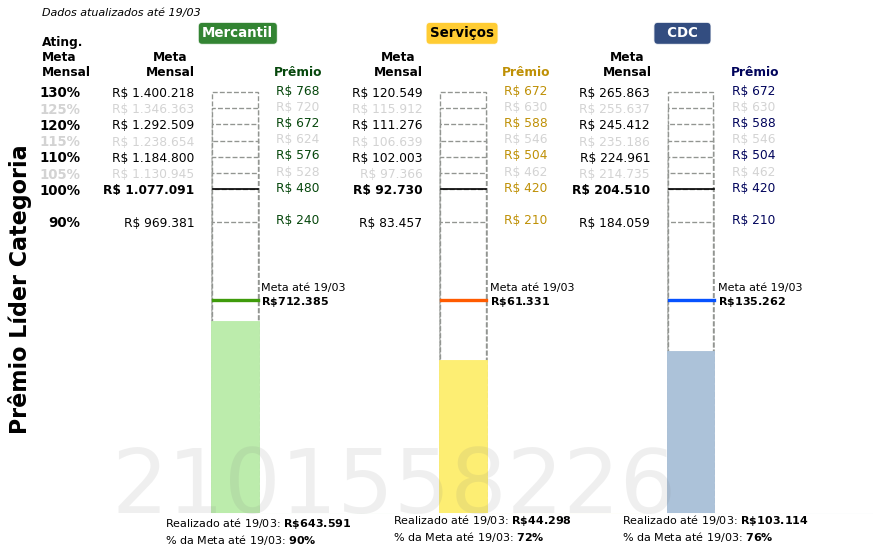 Dados atualizados até 19/03
Mercantil Serviços CDC
Ating.
Meta Meta Meta Meta
Mensal Mensal Prêmio Mensal Prêmio Mensal Prêmio
130% R$ 1.400.218 R$ 768 R$ 120.549 R$ 672 R$ 265.863 R$ 672
125% R$ 1.346.363 R$ 720 R$ 115.912 R$ 630 R$ 255.637 R$ 630
120% R$ 1.292.509 R$ 672 R$ 111.276 R$ 588 R$ 245.412 R$ 588
115% R$ 1.238.654 R$ 624 R$ 106.639 R$ 546 R$ 235.186 R$ 546
110% R$ 1.184.800 R$ 576 R$ 102.003 R$ 504 R$ 224.961 R$ 504
105% R$ 1.130.945 R$ 528 R$ 97.366 R$ 462 R$ 214.735 R$ 462
100% R$ 1.077.091 R$ 480 R$ 92.730 R$ 420 R$ 204.510 R$ 420
90% R$ 969.381 R$ 240 R$ 83.457 R$ 210 R$ 184.059 R$ 210
Prêmio Líder Categoria
Meta até 19/03 Meta até 19/03 Meta até 19/03
R$712.385 R$61.331 R$135.262
2101558226
Realizado até 19/03: R$643.591 Realizado até 19/03: R$44.298 Realizado até 19/03: R$103.114
% da Meta até 19/03: 90% % da Meta até 19/03: 72% % da Meta até 19/03: 76%